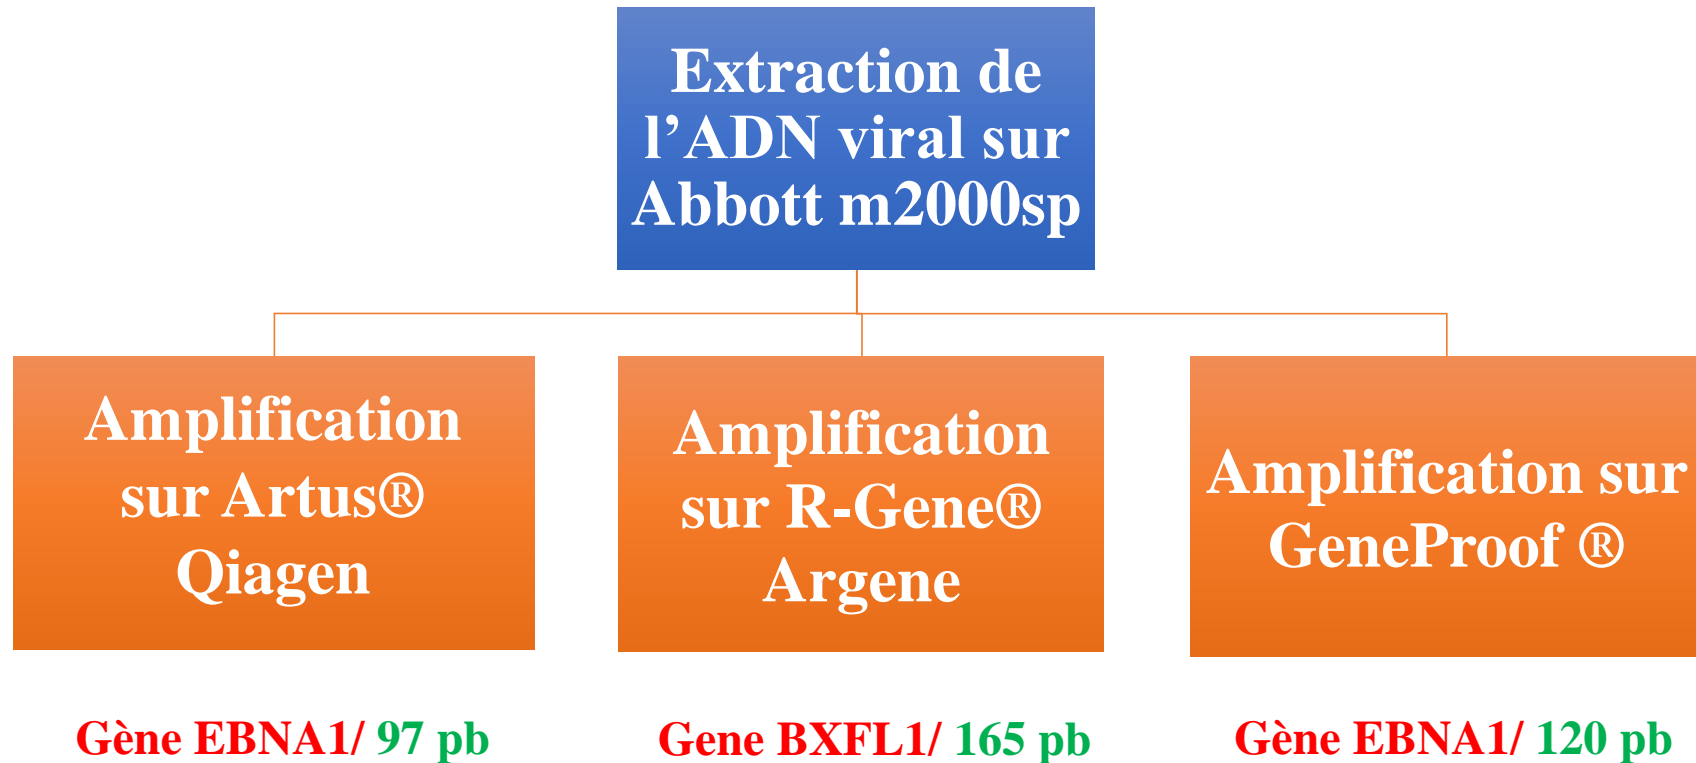 Extraction de
l’ADN viral sur
Abbott m2000sp
Amplification
sur Artus®
Qiagen
Amplification
sur R-Gene®
Argene
Amplification sur
GeneProof ®
Gène EBNA1/ 97 pb
Gene BXFL1/ 165 pb
Gène EBNA1/ 120 pb